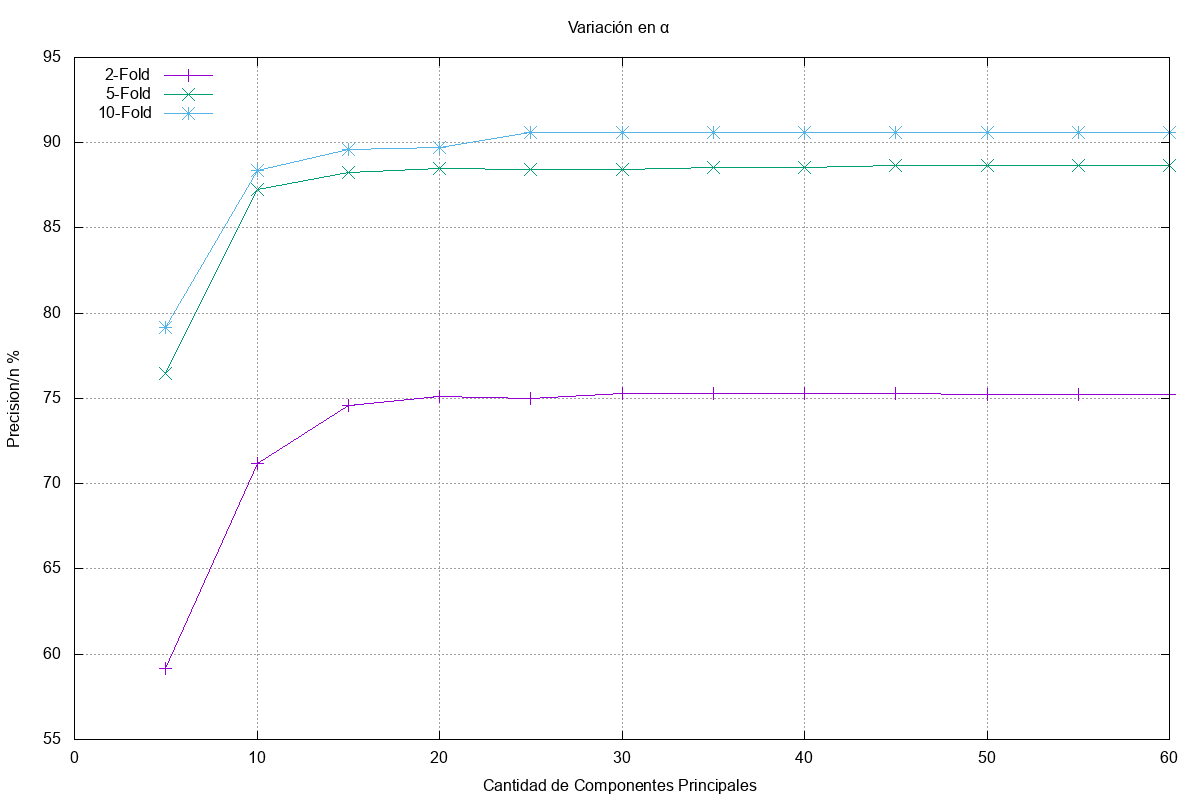 Variación en α
95
90
85
80
75
70
65
60
55
2-Fold
5-Fold
10-Fold
Precision/n %
0 10 20 30 40 50 60
Cantidad de Componentes Principales